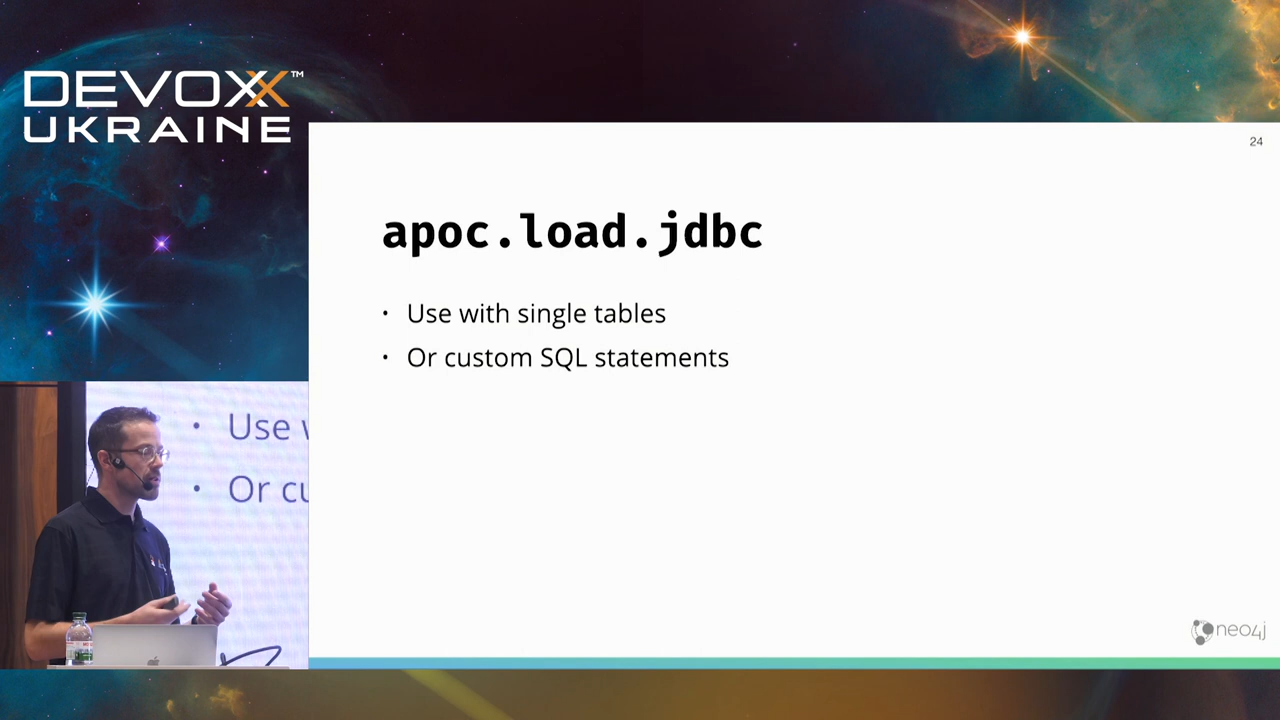 DEVOXX™
UKRAINE
24
apoc.load.jdbc
• Use with single tables
• Or custom SQL statements
• Use
• Or cu
neo4j